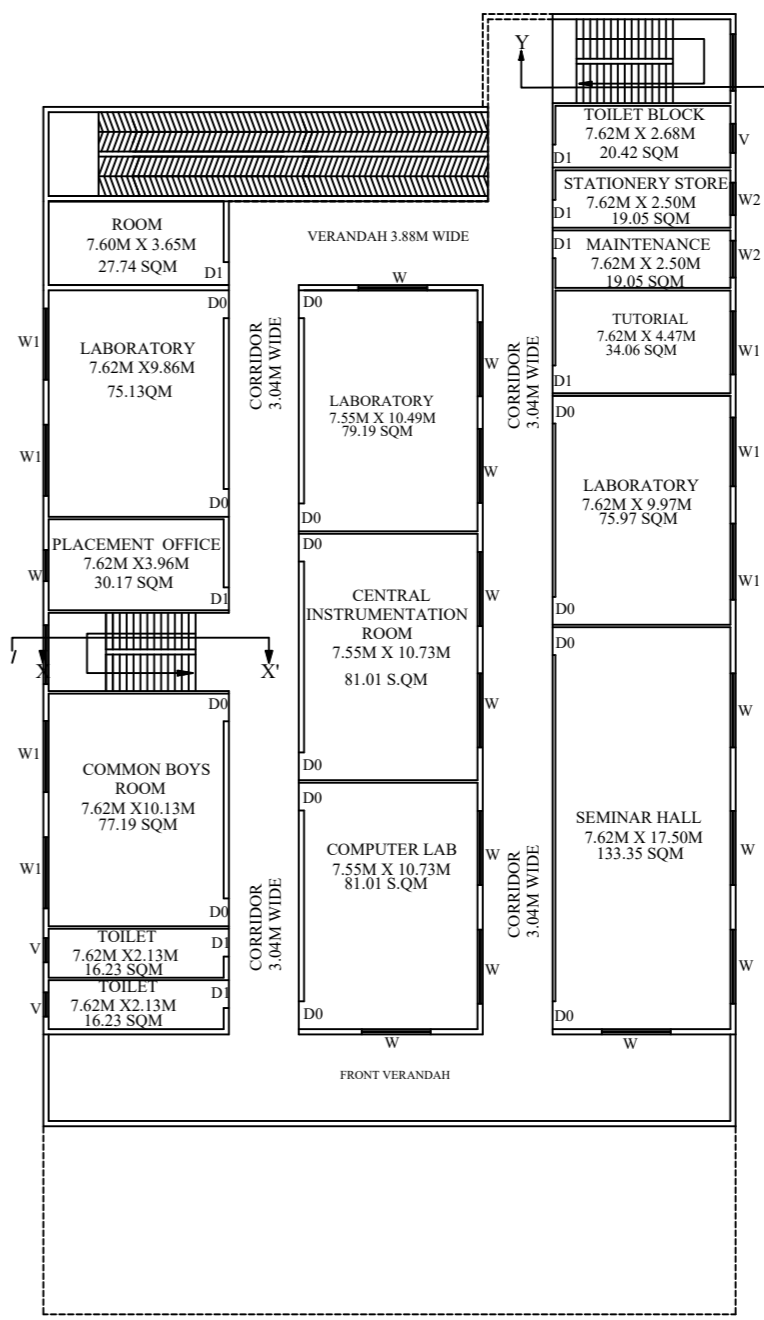 Y
TOILET BLOCK
7.62M X 2.68M
20.42 SQM
D1
V
STATIONERY STORE
7.62M X 2.50M
19.05 SQM
D1
W2
D1
MAINTENANCE
7.62M X 2.50M
19.05 SQM
W2
ROOM
7.60M X 3.65M
27.74 SQM
D1
VERANDAH 3.88M WIDE
W
TUTORIAL
7.62M X 4.47M
34.06 SQM
D1
W1
D0
LABORATORY
7.62M X9.86M
75.13QM
D0
W1
W1
CORRIDOR
3.04M WIDE
D0
LABORATORY
7.55M X 10.49M
79.19 SQM
D0
W
W
CORRIDOR
3.04M WIDE
D0
LABORATORY
7.62M X 9.97M
75.97 SQM
D0
W1
W1
PLACEMENT OFFICE
7.62M X3.96M
30.17 SQM
D1
W
X
X'
D0
CENTRAL
INSTRUMENTATION
ROOM
7.55M X 10.73M
81.01 S.QM
D0
W
W
D0
COMMON BOYS
ROOM
7.62M X10.13M
77.19 SQM
D0
W1
W1
D0
SEMINAR HALL
7.62M X 17.50M
133.35 SQM
D0
W
W
W
W
D0
COMPUTER LAB
7.55M X 10.73M
81.01 S.QM
D0
W
W
W
CORRIDOR
3.04M WIDE
CORRIDOR
3.04M WIDE
TOILET
7.62M X2.13M
16.23 SQM
D1
V
TOILET
7.62M X2.13M
16.23 SQM
D1
V
FRONT VERANDAH